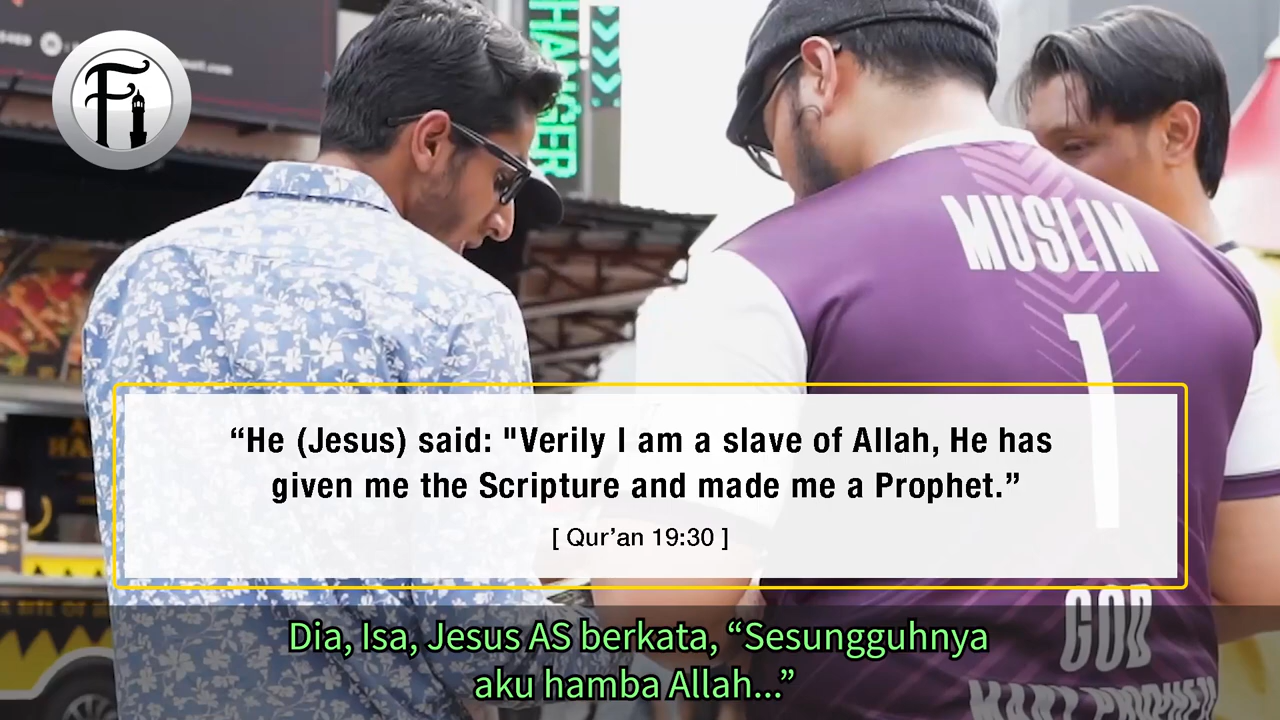 Fi
HANGER
MUSLIM
1
“He (Jesus) said: "Verily I am a slave of Allah, He has
given me the Scripture and made me a Prophet.”
[ Qur’an 19:30 ]
GOD
Dia, Isa, Jesus AS berkata, “Sesungguhnya
aku hamba Allah...”